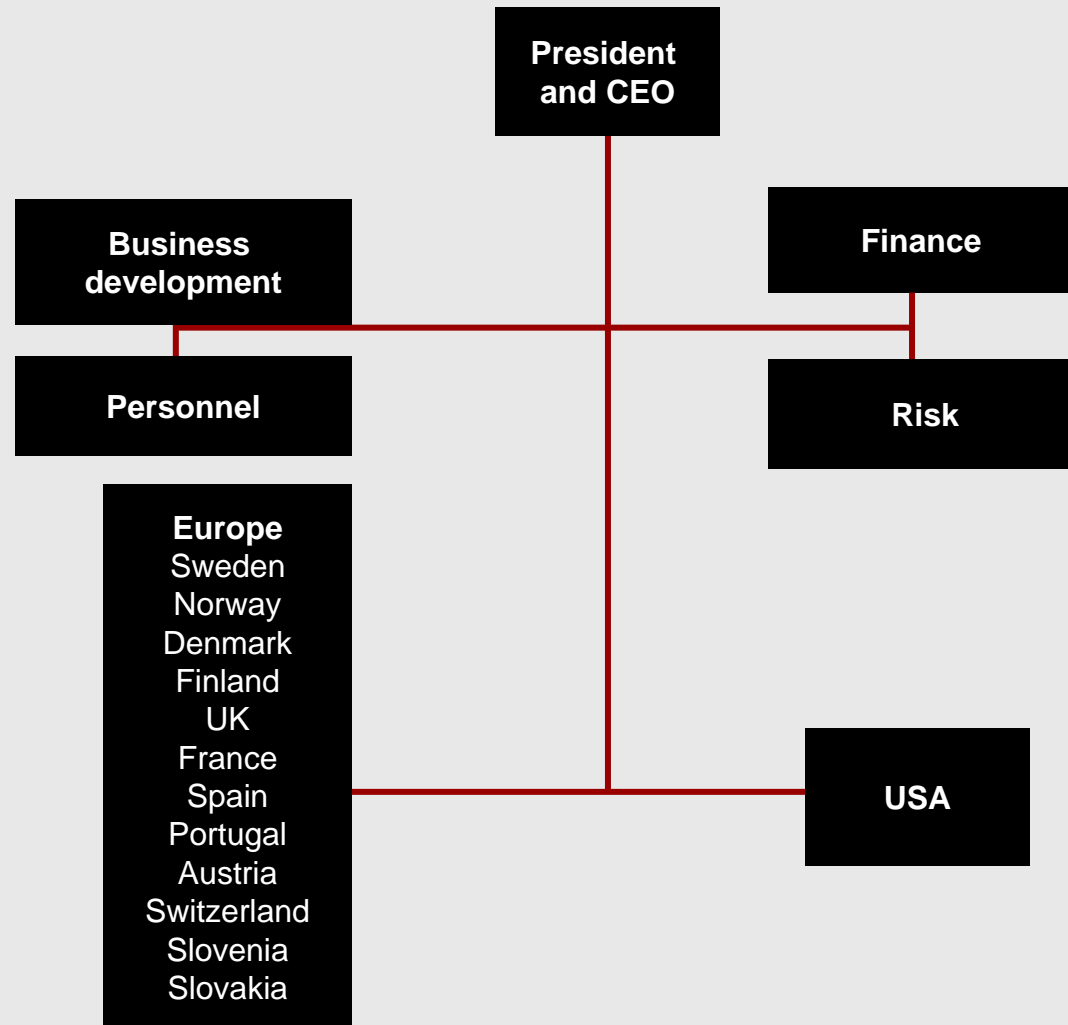 President
and CEO
Business
development
Finance
Personnel
Risk
Europe
Sweden
Norway
Denmark
Finland
UK
France
Spain
Portugal
Austria
Switzerland
Slovenia
Slovakia
USA